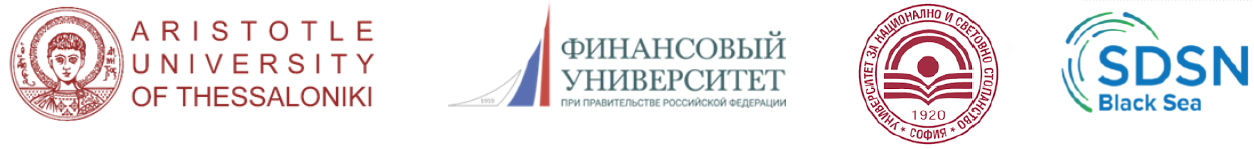 ARISTOTLE
UNIVERSITY
OF THESSALONIKI
ФИНАНСОВЫЙ
УНИВЕРСИТЕТ
ПРИ ПРАВИТЕЛЬСТВЕ РОССИЙСКОЙ ФЕДЕРАЦИИ
УНИВЕРСИТЕТ ЗА НАЦИОНАЛНО И СВЕТОВНО СТОПАНСТВО
1920
* СОФИЯ *
SDSN
Black Sea